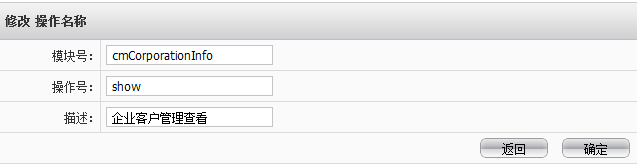 修改 操作名称
模块号： cmCorporationInfo
操作号： show
描述： 企业客户管理查看
返回 确定